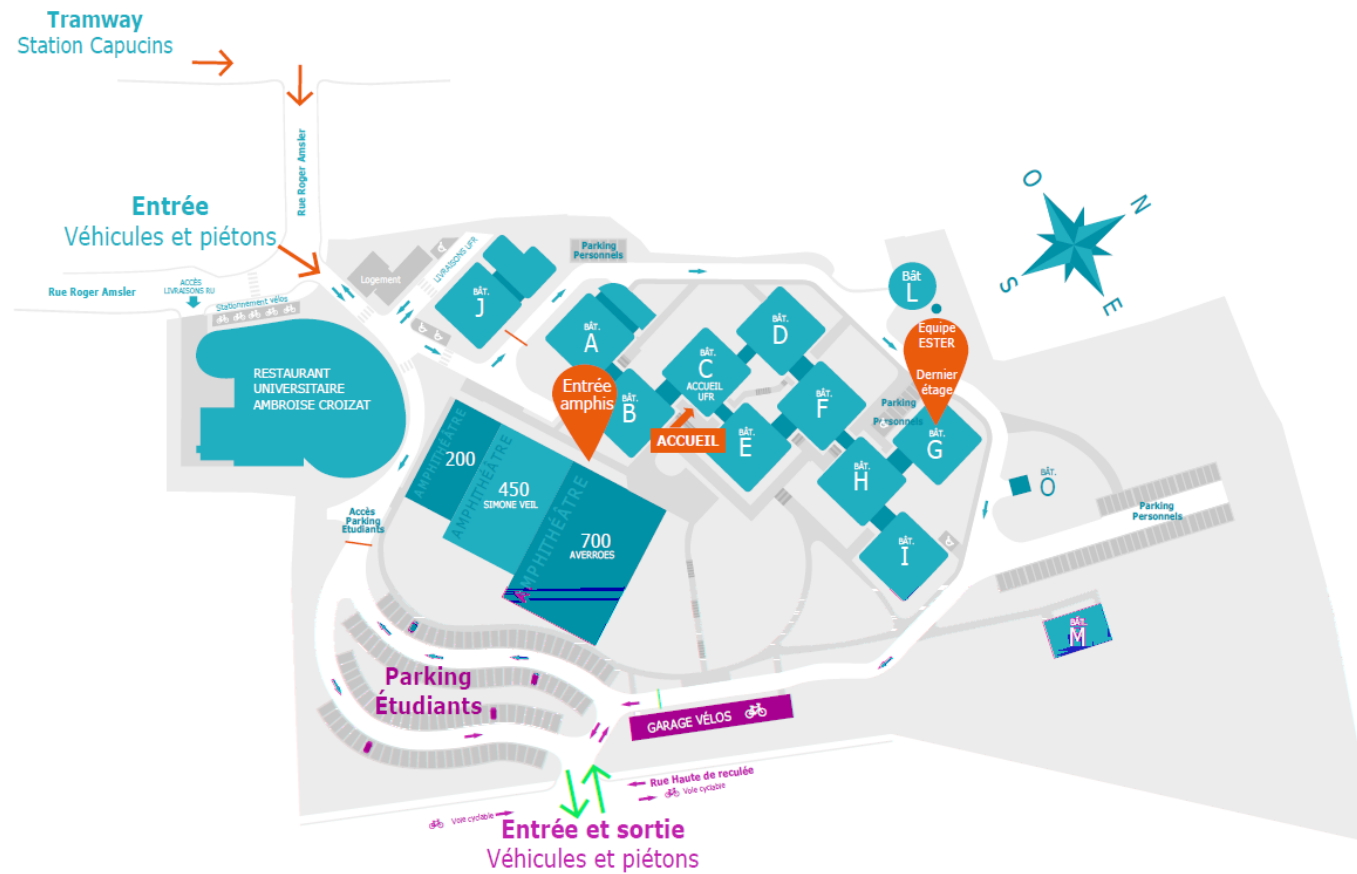 Tramway
Station Capucins
Rue Roger Amsler
Entrée
Véhicules et piétons
Rue Roger Amsler
ACCÈS
LIVRAISONS RU
Stationnement vélos
Logement
LIVRAISONS UFR
BÂT.
J
Parking
Personnels
RESTAURANT
UNIVERSITAIRE
AMBROISE CROIZAT
BÂT.
A
BÂT.
B
BÂT.
C
ACCUEIL
UFR
BÂT.
D
BÂT.
E
BÂT.
F
BÂT.
G
BÂT.
H
BÂT.
I
Bât
L
O
N
S
E
Equipe
ESTER
Dernier
étage
Parking
Personnels
Entrée
amphis
ACCUEIL
AMPHITHÉÂTRE
200
AMPHITHÉÂTRE
450
SIMONE VEIL
AMPHITHÉÂTRE
700
AVERROES
BÂT.
O
Parking
Personnels
BÂT.
M
Accès
Parking
Etudiants
Parking
Étudiants
GARAGE VÉLOS
Rue Haute de reculée
Voie cyclable
Voie cyclable
Entrée et sortie
Véhicules et piétons